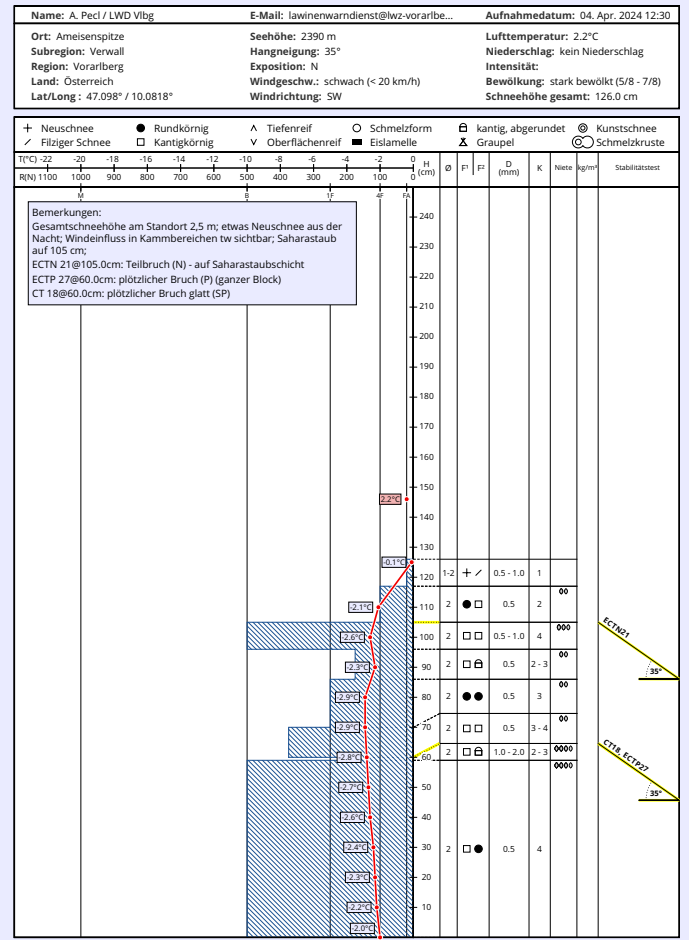 Name: A. Pecl / LWD Vlbg E-Mail: lawinenwarndienst@lwz-vorarlbe... Aufnahmedatum: 04. Apr. 2024 12:30
Ort: Ameisenspitze Seehöhe: 2390 m Lufttemperatur: 2.2°C
Subregion: Verwall Hangneigung: 35° Niederschlag: kein Niederschlag
Region: Vorarlberg Exposition: N Intensität:
Land: Österreich Windgeschw.: schwach (< 20 km/h) Bewölkung: stark bewölkt (5/8 - 7/8)
Lat/Long : 47.098° / 10.0818° Windrichtung: SW Schneehöhe gesamt: 126.0 cm
Neuschnee Rundkörnig Tiefenreif Schmelzform kantig, abgerundet Kunstschnee
Filziger Schnee Kantigkörnig Oberflächenreif Eislamelle Graupel Schmelzkruste
T(°C) -22 -20 -18 -16 -14 -12 -10 -8 -6 -4 -2 0
R(N) 1100 1000 900 800 700 600 500 400 300 200 100 0
H (cm) Ø F¹ F² D (mm) K Niete kg/m³ Stabilitätstest
M B 1F 4F FA
Bemerkungen:
Gesamtschneehöhe am Standort 2,5 m; etwas Neuschnee aus der
Nacht; Windeinfluss in Kammbereichen tw sichtbar; Saharastaub
auf 105 cm;
ECTN 21@105.0cm: Teilbruch (N) - auf Saharastaubschicht
ECTP 27@60.0cm: plötzlicher Bruch (P) (ganzer Block)
CT 18@60.0cm: plötzlicher Bruch glatt (SP)
240
230
220
210
200
190
180
170
160
150
2.2°C
140
130
-0.1°C
120
1-2 0.5 - 1.0 1
-2.1°C 110
2 0.5 2
ECTN21
-2.6°C 100
2 0.5 - 1.0 4
-2.3°C 90
2 0.5 2 - 3
35°
-2.9°C 80
2 0.5 3
-2.9°C 70
2 0.5 3 - 4
CT18, ECTP27
-2.8°C 60
2 1.0 - 2.0 2 - 3
-2.7°C 50
35°
-2.6°C 40
-2.4°C 30
2 0.5 4
-2.3°C 20
-2.2°C 10
-2.0°C